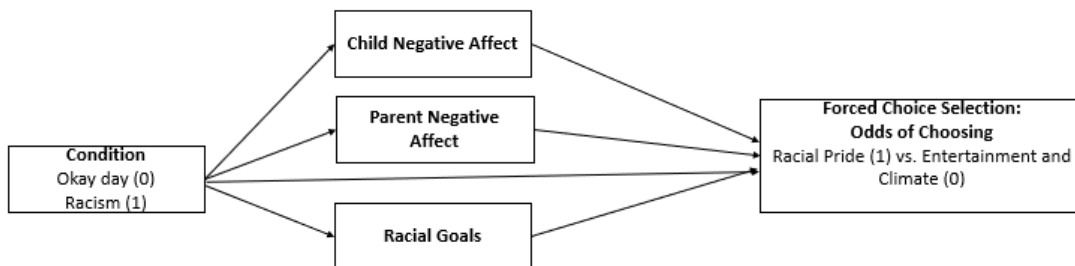 Child Negative Affect
Parent Negative
Affect
Condition
Okay day (0)
Racism (1)
Racial Goals
Forced Choice Selection:
Odds of Choosing
Racial Pride (1) vs. Entertainment and
Climate (0)